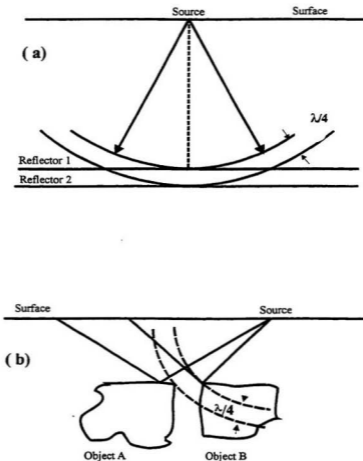 Source Surface
( a )
λ/4
Reflector 1
Reflector 2
Surface Source
( b )
λ/4
Object A Object B